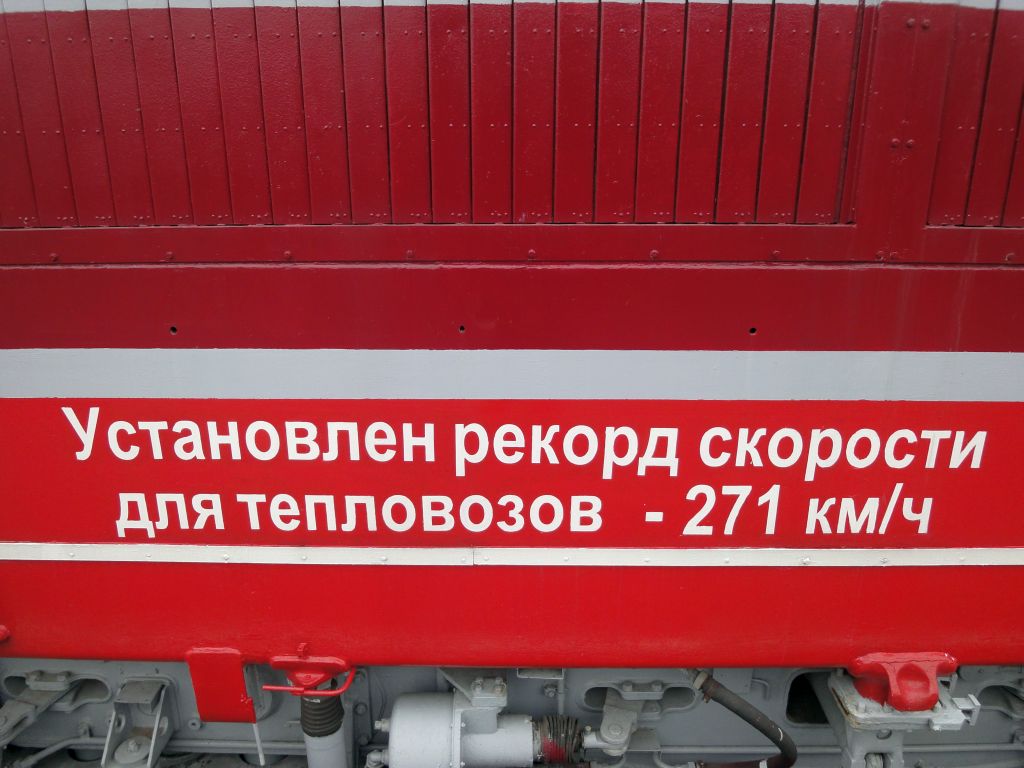 Установлен рекорд скорости
для тепловозов - 271 км/ч